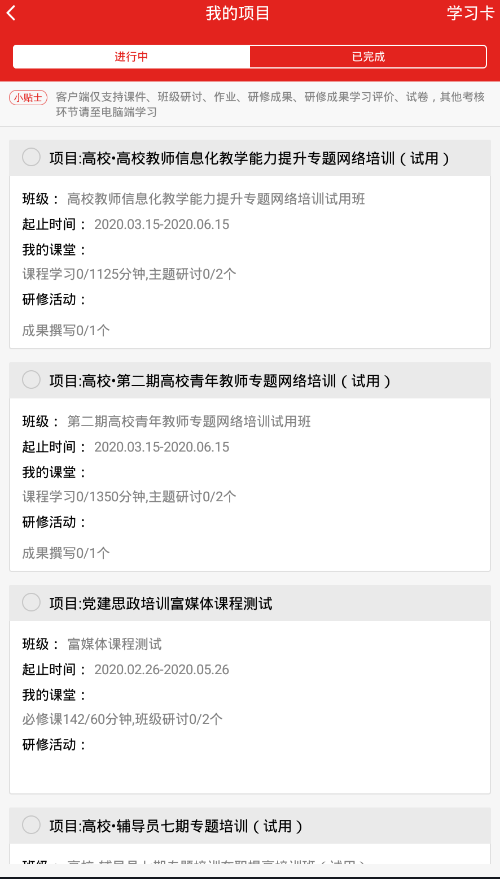 我的项目
学习卡
进行中
已完成
小贴士
客户端仅支持课件、班级研讨、作业、研修成果、研修成果学习评价、试卷，其他考核
环节请至电脑端学习
项目:高校•高校教师信息化教学能力提升专题网络培训（试用）
班级： 高校教师信息化教学能力提升专题网络培训试用班
起止时间： 2020.03.15-2020.06.15
我的课堂：
课程学习0/1125分钟,主题研讨0/2个
研修活动：
成果撰写0/1个
项目:高校•第二期高校青年教师专题网络培训（试用）
班级： 第二期高校青年教师专题网络培训试用班
起止时间： 2020.03.15-2020.06.15
我的课堂：
课程学习0/1350分钟,主题研讨0/2个
研修活动：
成果撰写0/1个
项目:党建思政培训富媒体课程测试
班级： 富媒体课程测试
起止时间： 2020.02.26-2020.05.26
我的课堂：
必修课142/60分钟,班级研讨0/2个
研修活动：
项目:高校•辅导员七期专题培训（试用）